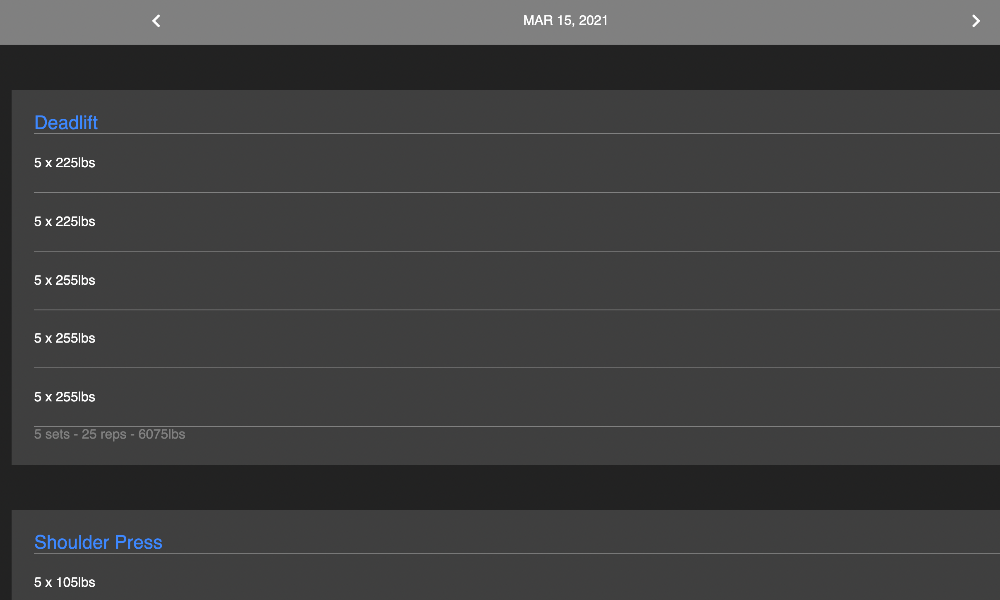 MAR 15, 2021
Deadlift
5 x 225lbs
5 x 225lbs
5 x 255lbs
5 x 255lbs
5 x 255lbs
5 sets - 25 reps - 6075lbs
Shoulder Press
5 x 105lbs